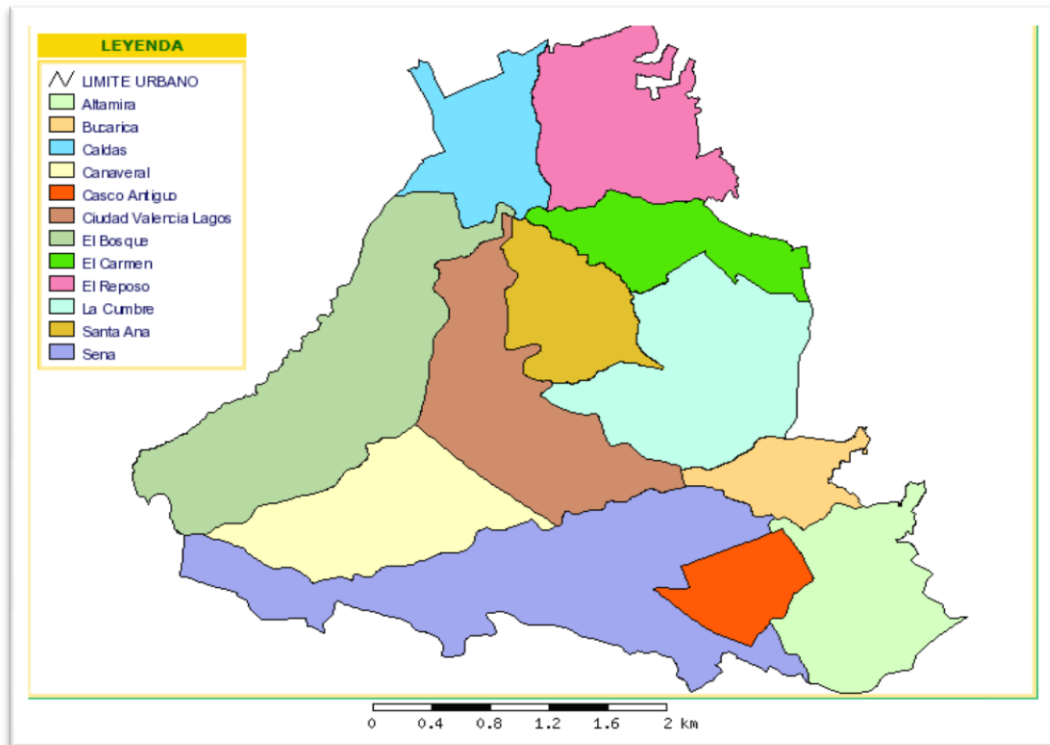 LEYENDA
LIMITE URBANO
Altamira
Bucarica
Caldas
Canaveral
Casco Antiguo
Ciudad Valencia Lagos
El Bosque
El Carmen
El Reposo
La Cumbre
Santa Ana
Sena
0 0.4 0.8 1.2 1.6 2 km